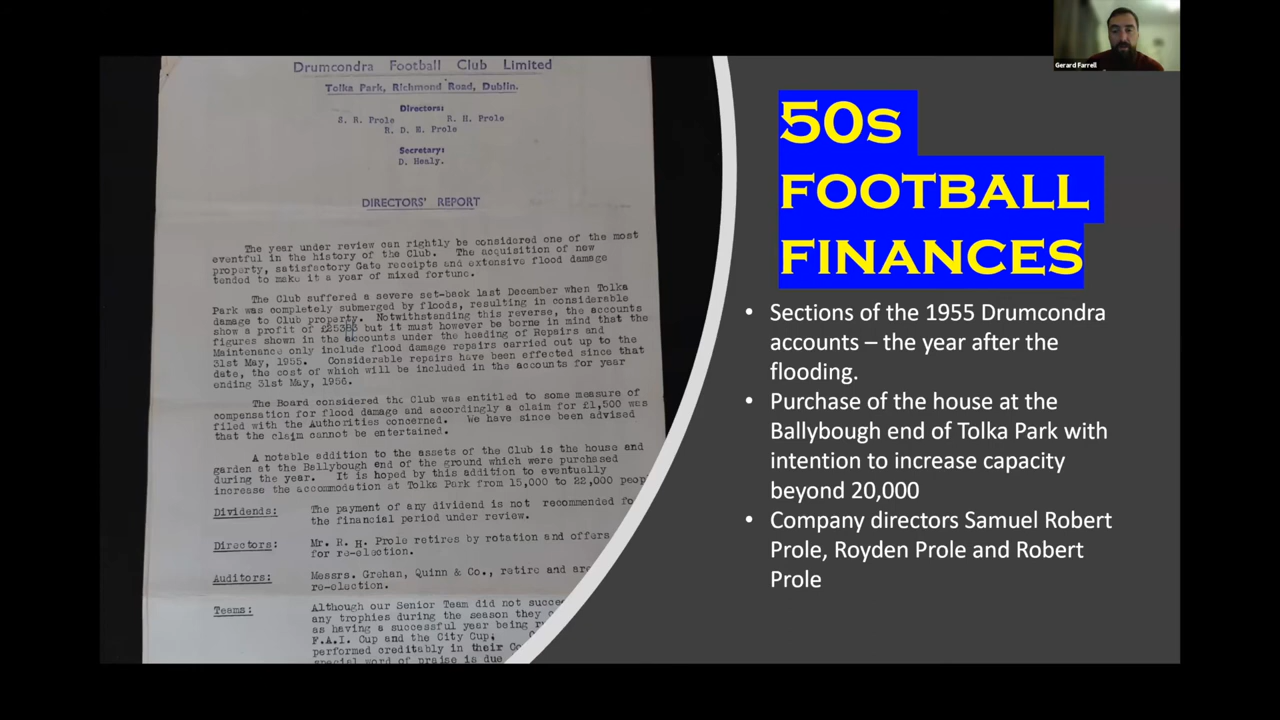 Gerard Farrell
Drumcondra Football Club Limited
Tolka Park, Richmond Road, Dublin.
Directors:
S. R. Prole R. H. Prole
R. D. E. Prole
Secretary:
D. Healy.
DIRECTORS' REPORT
The year under review can rightly be considered one of the most
eventful in the history of the Club. The acquisition of new
property, satisfactory Gate receipts and extensive flood damage
tended to make it a year of mixed fortune.
The Club suffered a severe set-back last December when Tolka
Park was completely submerged by floods, resulting in considerable
damage to Club property. Notwithstanding this reverse, the accounts
show a profit of but it must however be borne in mind that the
figures shown in the accounts under the heading of Repairs and
Maintenance only include flood damage repairs carried out up to the
31st May, 1955. Considerable repairs have been effected since that
date, the cost of which will be included in the accounts for year
ending 31st May, 1956.
The Board considered the Club was entitled to some measure of
compensation for flood damage and accordingly a claim for £1,500 was
filed with the Authorities concerned. We have since been advised
that the claim cannot be entertained.
A notable addition to the assets of the Club is the house and
garden at the Ballybough end of the ground which were purchased
during the year. It is hoped by this addition to eventually
increase the accommodation at Tolka Park from 15,000 to 22,000 peop
Dividends: The payment of any dividend is not recommended fo
the financial period under review.
Directors: Mr. R. H. Prole retires by rotation and offers
for re-election.
Auditors: Messrs. Grehan, Quinn & Co., retire and are
re-election.
Teams: Although our Senior Team did not succe
any trophies during the season they
as having a successful year being
F.A.I. Cup and the City Cup.
performed creditably in their Co
special word of praise is due
50s
FOOTBALL
FINANCES
• Sections of the 1955 Drumcondra
accounts – the year after the
flooding.
• Purchase of the house at the
Ballybough end of Tolka Park with
intention to increase capacity
beyond 20,000
• Company directors Samuel Robert
Prole, Royden Prole and Robert
Prole